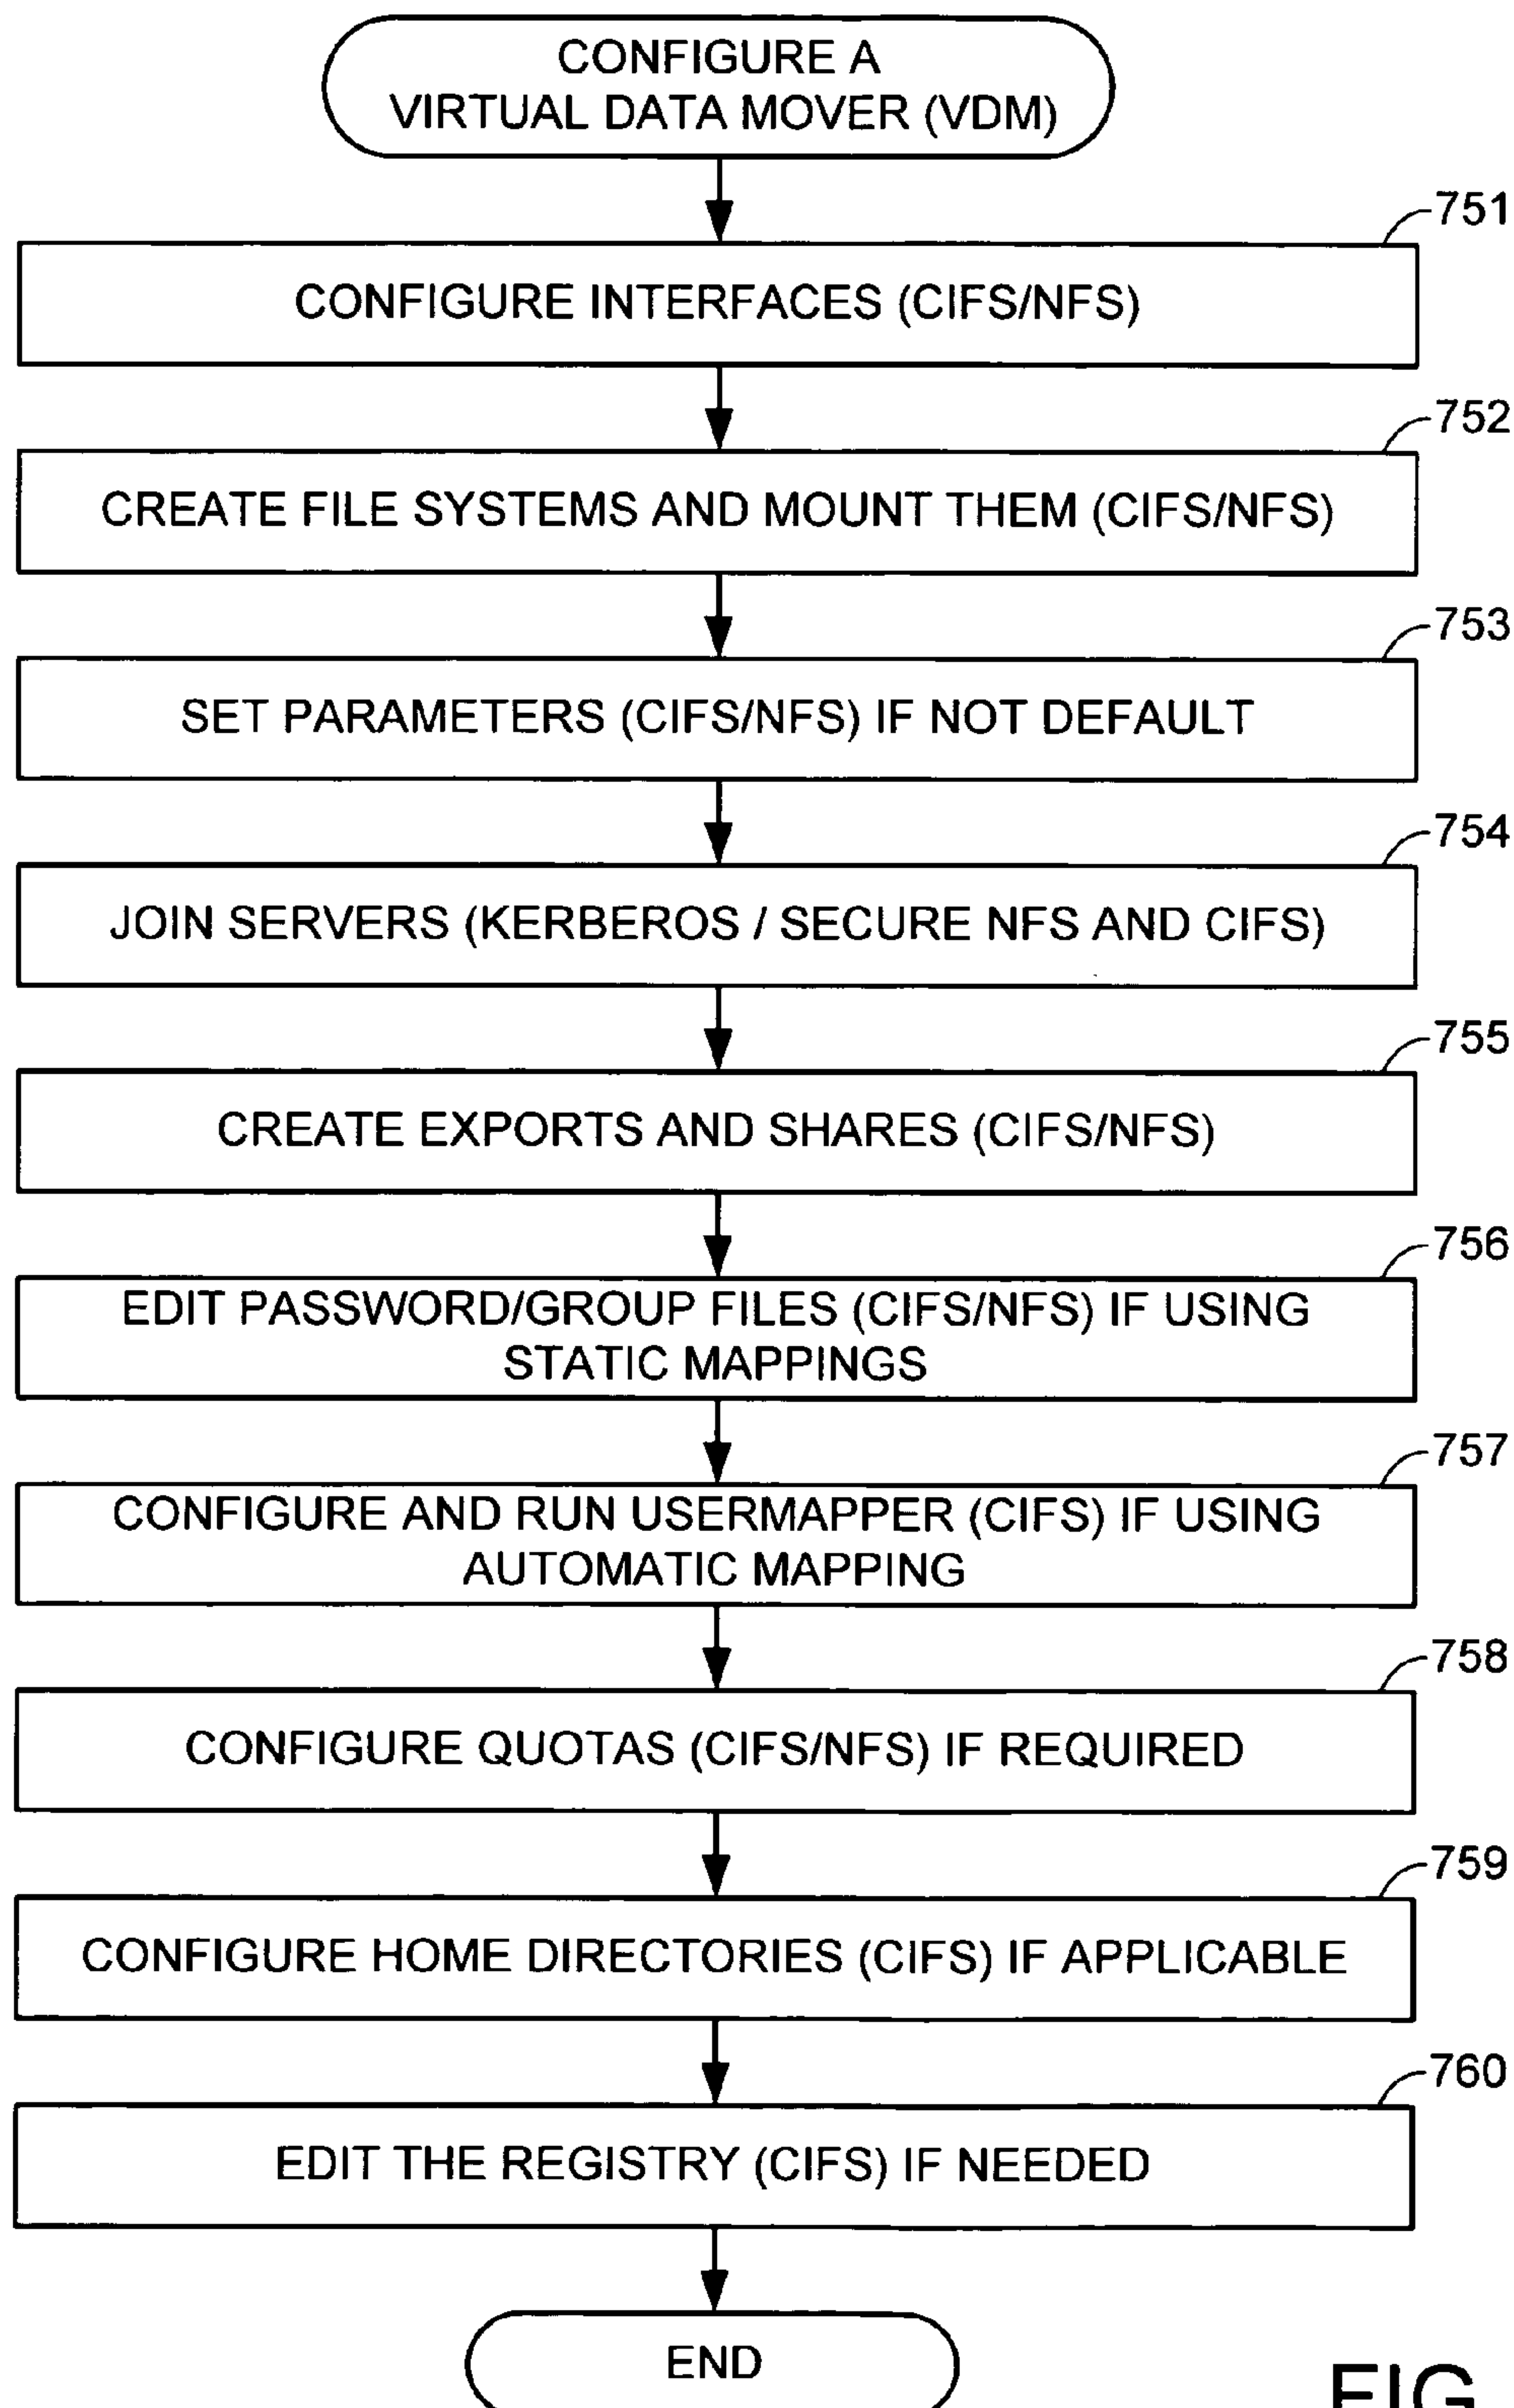 CONFIGURE A
VIRTUAL DATA MOVER (VDM)
751
CONFIGURE INTERFACES (CIFS/NFS)
752
CREATE FILE SYSTEMS AND MOUNT THEM (CIFS/NFS)
753
SET PARAMETERS (CIFS/NFS) IF NOT DEFAULT
754
JOIN SERVERS (KERBEROS / SECURE NFS AND CIFS)
755
CREATE EXPORTS AND SHARES (CIFS/NFS)
756
EDIT PASSWORD/GROUP FILES (CIFS/NFS) IF USING
STATIC MAPPINGS
757
CONFIGURE AND RUN USERMAPPER (CIFS) IF USING
AUTOMATIC MAPPING
758
CONFIGURE QUOTAS (CIFS/NFS) IF REQUIRED
759
CONFIGURE HOME DIRECTORIES (CIFS) IF APPLICABLE
760
EDIT THE REGISTRY (CIFS) IF NEEDED
END
FIG